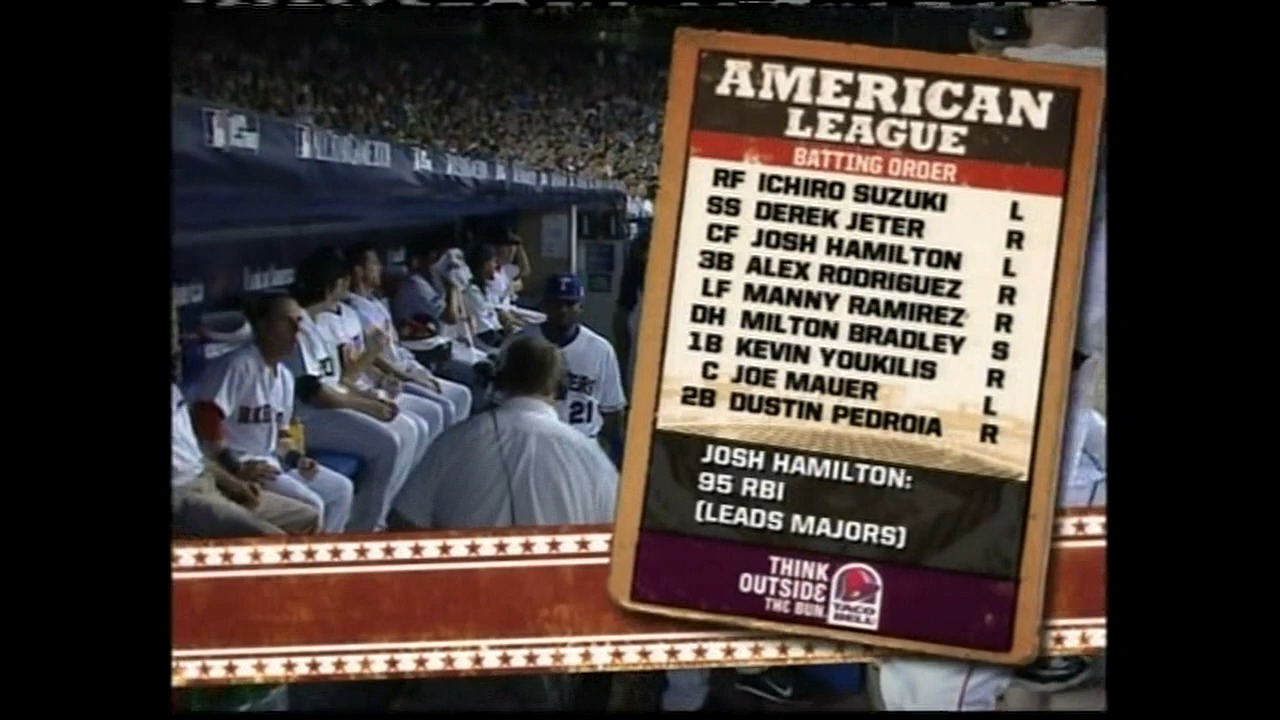 AMERICAN
LEAGUE
BATTING ORDER
RF ICHIRO SUZUKI L
SS DEREK JETER R
CF JOSH HAMILTON L
3B ALEX RODRIGUEZ R
LF MANNY RAMIREZ R
DH MILTON BRADLEY S
1B KEVIN YOUKILIS R
C JOE MAUER L
2B DUSTIN PEDROIA R
JOSH HAMILTON:
95 RBI
(LEADS MAJORS)
THINK
OUTSIDE
THE BUN
TACO
BELL
21